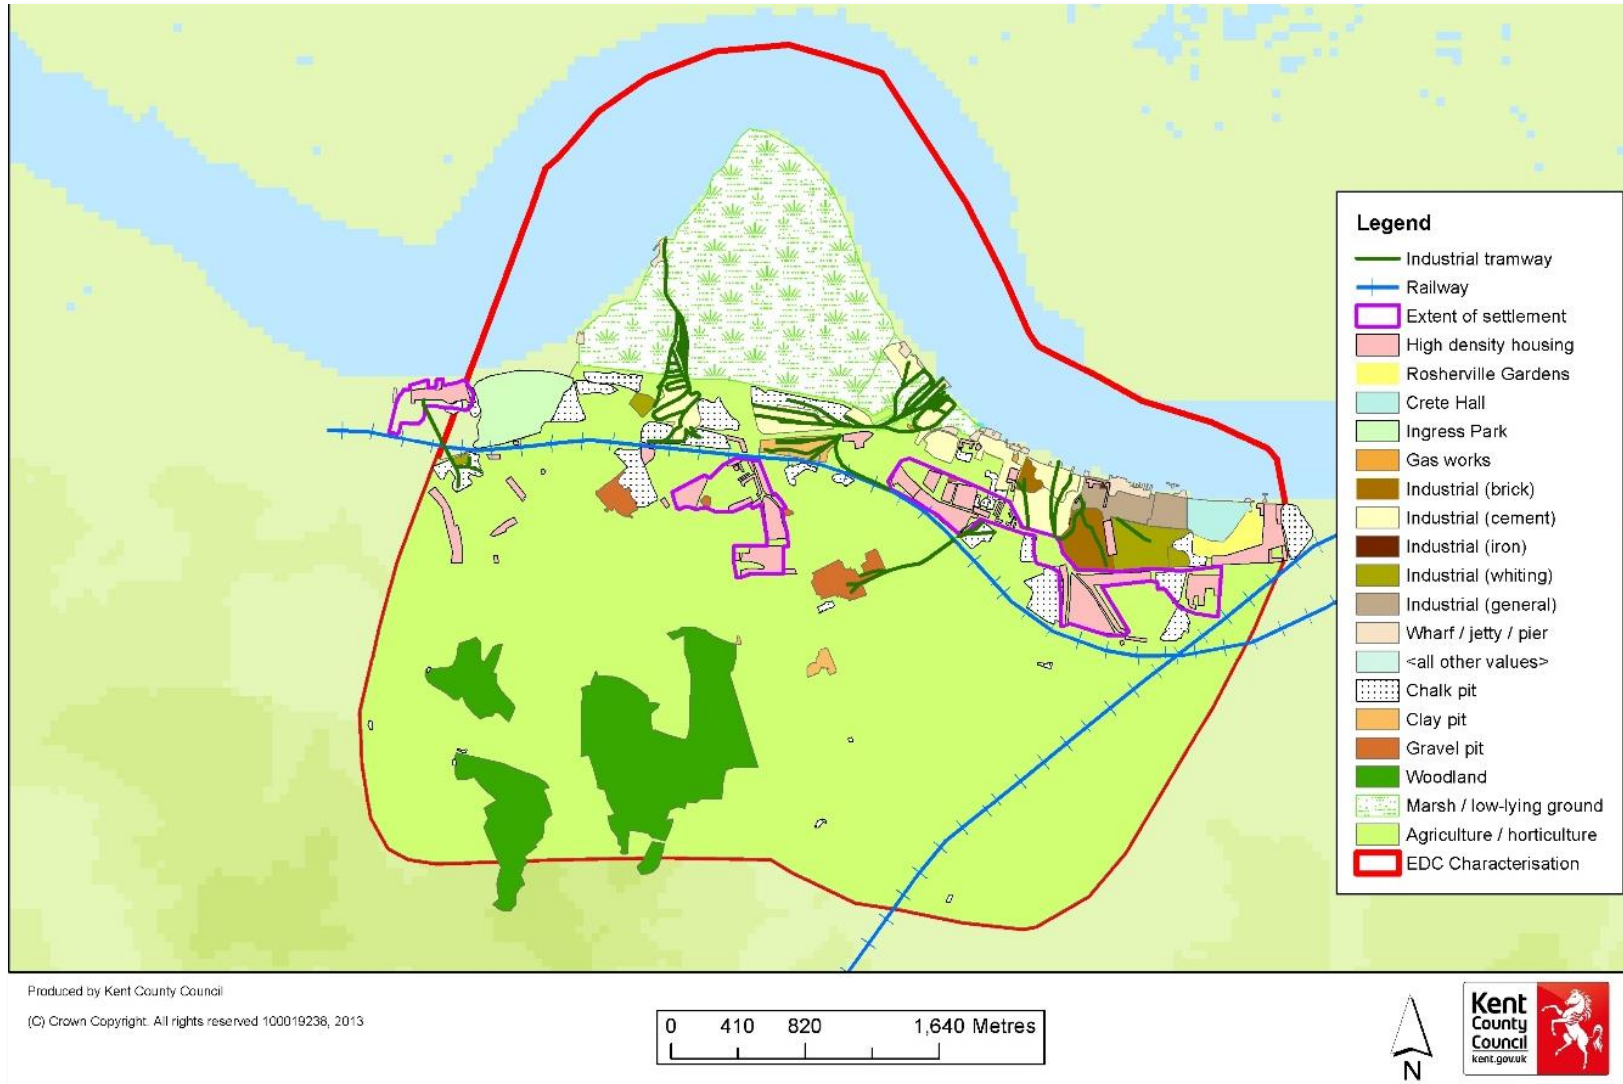 Legend
Industrial tramway
Railway
Extent of settlement
High density housing
Rosherville Gardens
Crete Hall
Ingress Park
Gas works
Industrial (brick)
Industrial (cement)
Industrial (iron)
Industrial (whiting)
Industrial (general)
Wharf / jetty / pier
<all other values>
Chalk pit
Clay pit
Gravel pit
Woodland
Marsh / low-lying ground
Agriculture / horticulture
EDC Characterisation
Produced by Kent County Council
(C) Crown Copyright. All rights reserved 100019238, 2013
0 410 820 1,640 Metres
N
Kent
County
Council
kent.gov.uk